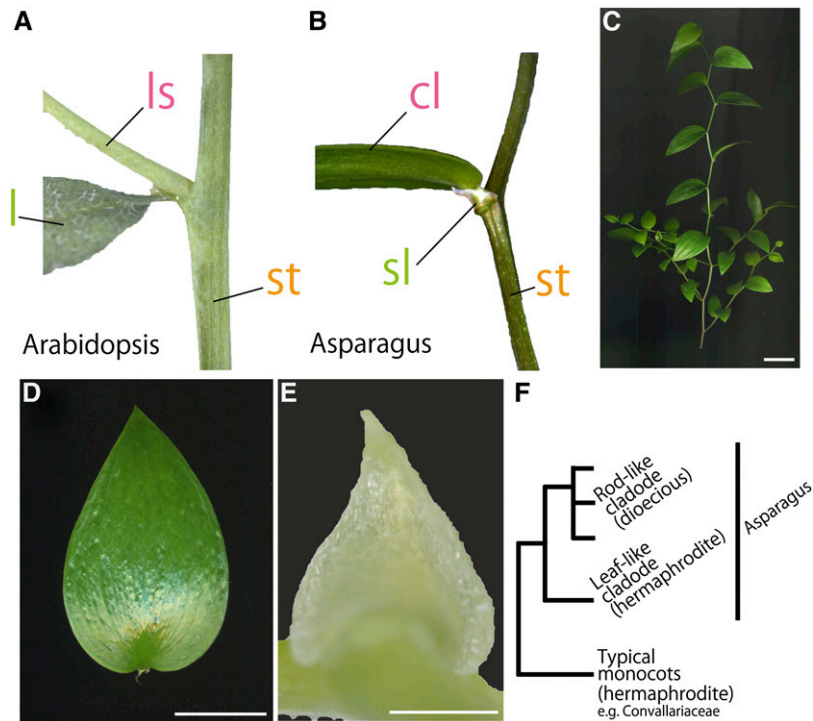 A
ls
l
st
Arabidopsis
B
cl
sl
st
Asparagus
C
D
E
F
Rod-like
cladode
(dioecious)
Leaf-like
cladode
(hermaphrodite)
Asparagus
Typical
monocots
(hermaphrodite)
e.g. Convallariaceae